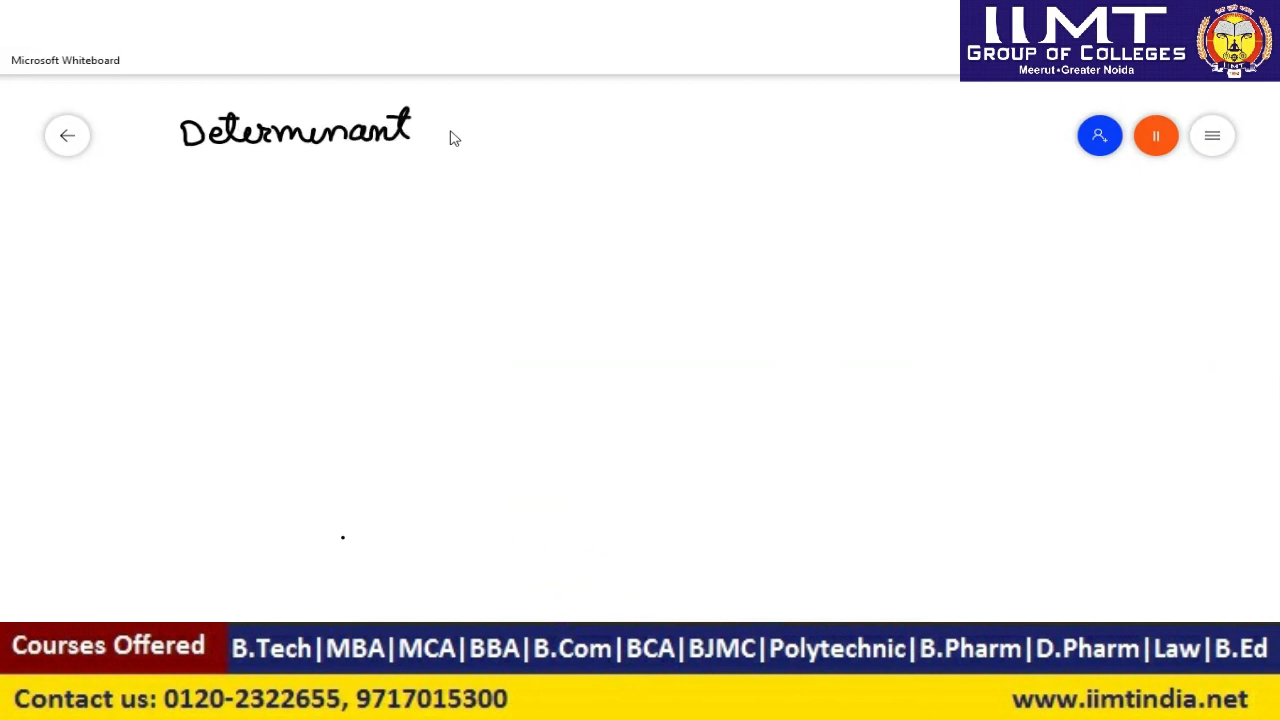 IIMT
GROUP OF COLLEGES
Meerut•Greater Noida
Microsoft Whiteboard
Determinant
Courses Offered B.Tech|MBA|MCA|BBA|B.Com|BCA|BJMC|Polytechnic|B.Pharm|D.Pharm|Law|B.Ed
Contact us: 0120-2322655, 9717015300 www.iimtindia.net